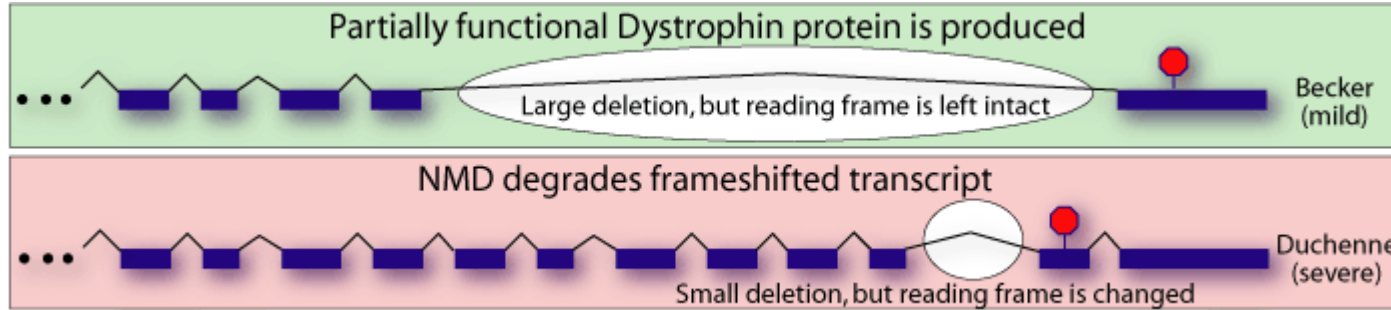 Partially functional Dystrophin protein is produced
Large deletion, but reading frame is left intact
Becker
(mild)
NMD degrades frameshifted transcript
Duchenne
(severe)
Small deletion, but reading frame is changed